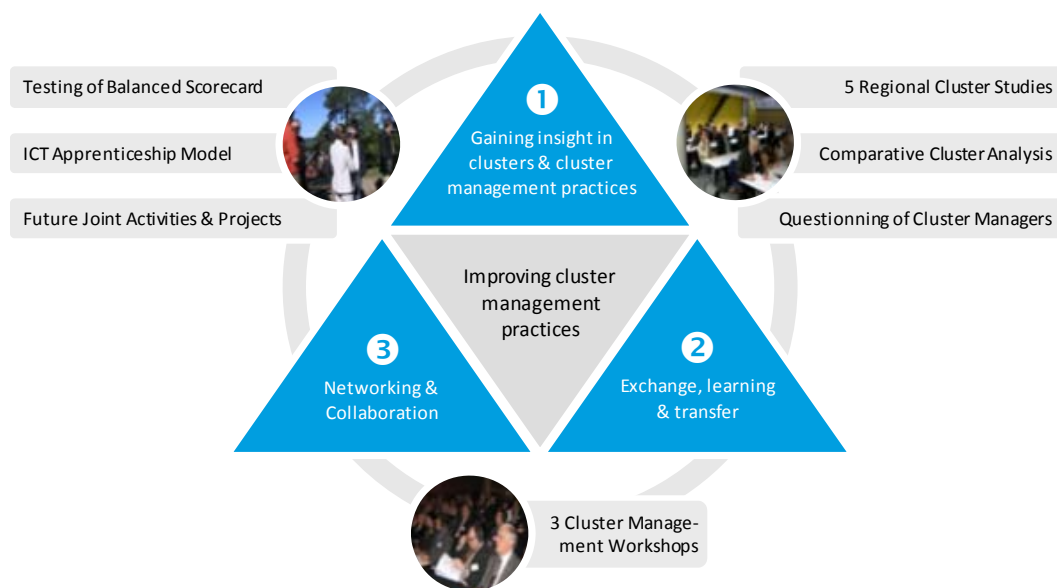 Testing of Balanced Scorecard
ICT Apprenticeship Model
Future Joint Activities & Projects
1
Gaining insight in
clusters & cluster
management practices
5 Regional Cluster Studies
Comparative Cluster Analysis
Questionning of Cluster Managers
Improving cluster
management
practices
3
Networking &
Collaboration
2
Exchange, learning
& transfer
3 Cluster Manage-
ment Workshops